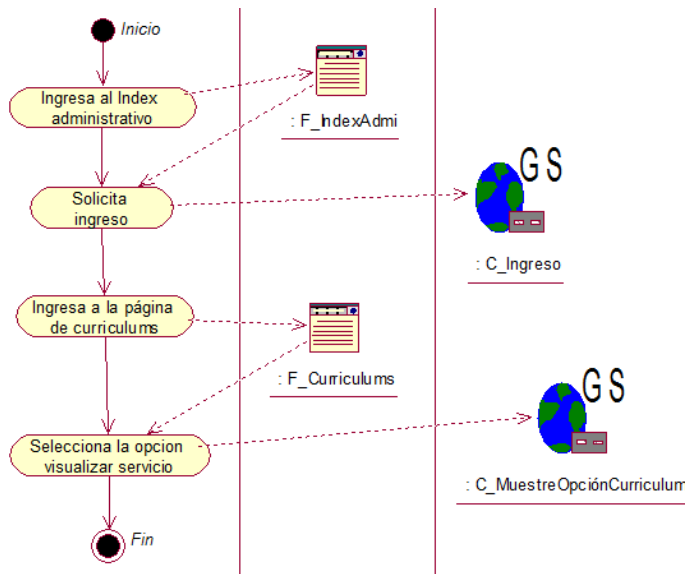 Inicio
Ingresa al Index
administrativo
: F_IndexAdmi
Solicita
ingreso
GS
: C_Ingreso
Ingresa a la página
de curriculums
: F_Curriculums
GS
Selecciona la opcion
visualizar servicio
: C_MuestreOpciónCurriculum
Fin